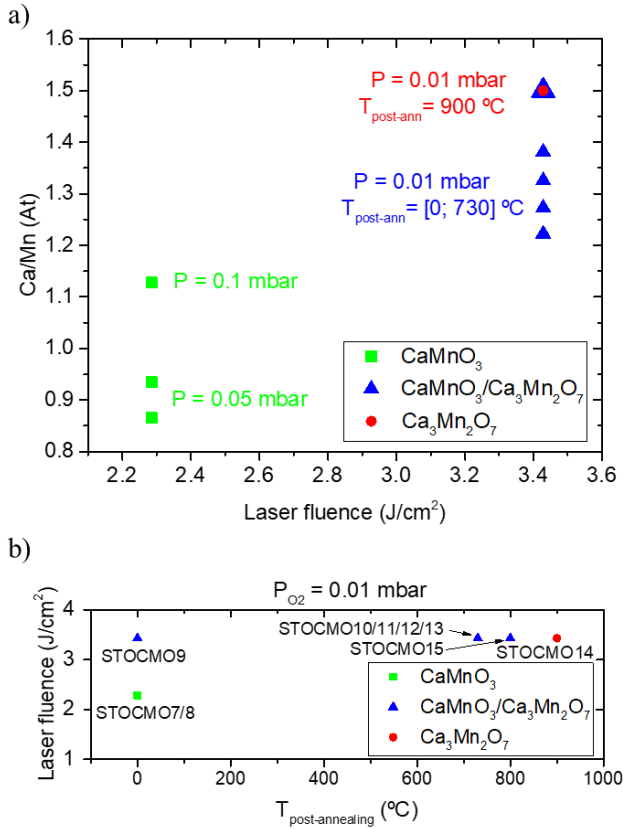 a)
1.6
1.5
1.4
1.3
1.2
1.1
1.0
0.9
0.8
Ca/Mn (At)
P = 0.01 mbar
T_post-ann = 900 ºC
P = 0.01 mbar
T_post-ann = [0; 730] ºC
P = 0.1 mbar
P = 0.05 mbar
CaMnO₃
CaMnO₃/Ca₃Mn₂O₇
Ca₃Mn₂O₇
2.2 2.4 2.6 2.8 3.0 3.2 3.4 3.6
Laser fluence (J/cm²)
b)
P_O2 = 0.01 mbar
Laser fluence (J/cm²)
4
3
2
1
STOCMO9
STOCMO7/8
STOCMO10/11/12/13
STOCMO15
STOCMO14
CaMnO₃
CaMnO₃/Ca₃Mn₂O₇
Ca₃Mn₂O₇
0 200 400 600 800 1000
T_post-annealing (ºC)